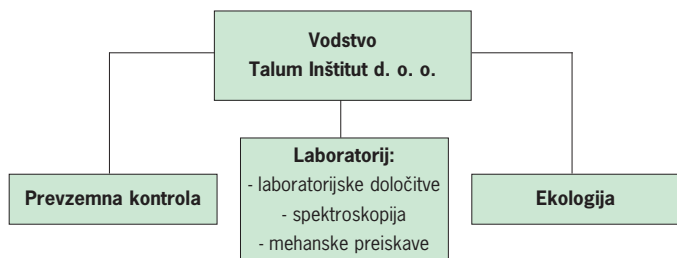 Vodstvo
Talum Inštitut d. o. o.
Prevzemna kontrola
Laboratorij:
- laboratorijske določitve
- spektroskopija
- mehanske preiskave
Ekologija